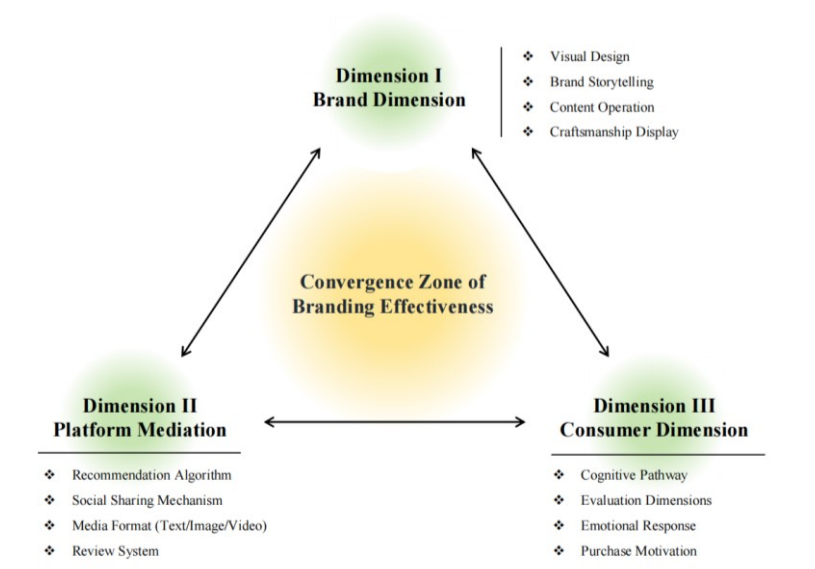 Dimension I
Brand Dimension
❖ Visual Design
❖ Brand Storytelling
❖ Content Operation
❖ Craftsmanship Display
Convergence Zone of
Branding Effectiveness
Dimension II
Platform Mediation
❖ Recommendation Algorithm
❖ Social Sharing Mechanism
❖ Media Format (Text/Image/Video)
❖ Review System
Dimension III
Consumer Dimension
❖ Cognitive Pathway
❖ Evaluation Dimensions
❖ Emotional Response
❖ Purchase Motivation